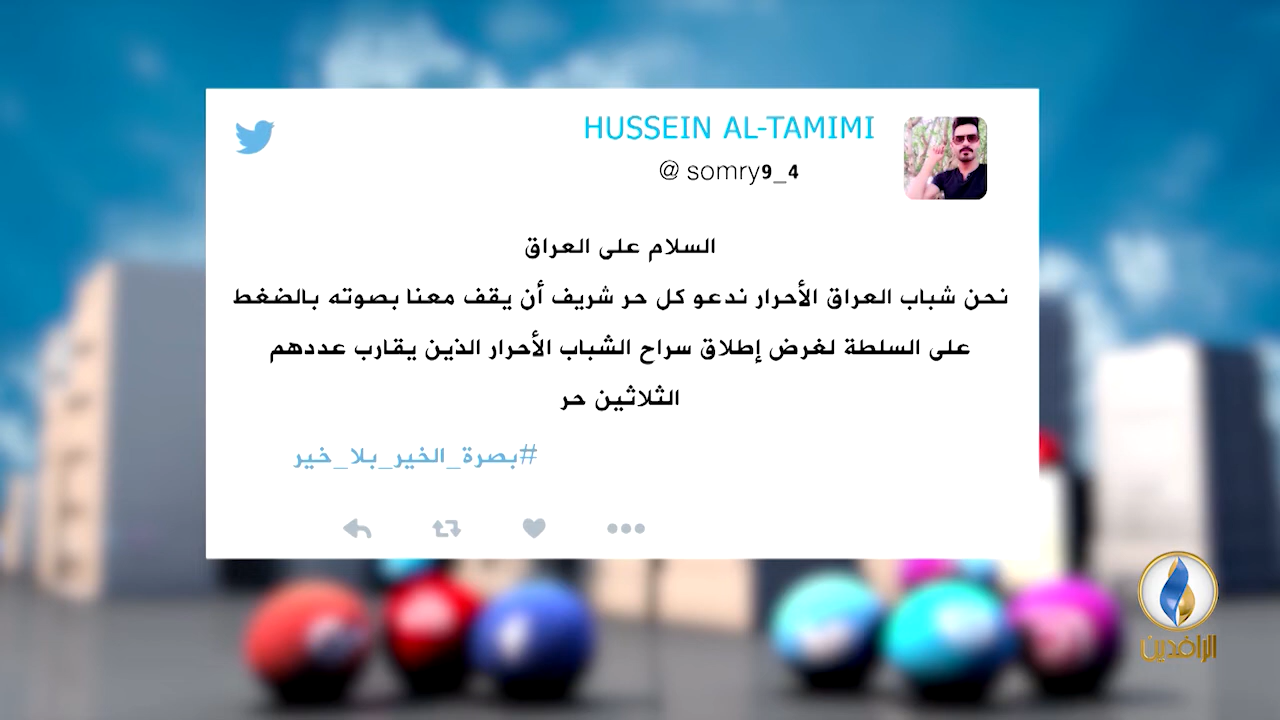 HUSSEIN AL-TAMIMI
@ somry9_4
السلام على العراق
نحن شباب العراق الأحرار ندعو كل حر شريف أن يقف معنا بصوته بالضغط
على السلطة لغرض إطلاق سراح الشباب الأحرار الذين يقارب عددهم
الثلاثين حر
#بصرة_الخير_بلا_خير
الرافدين